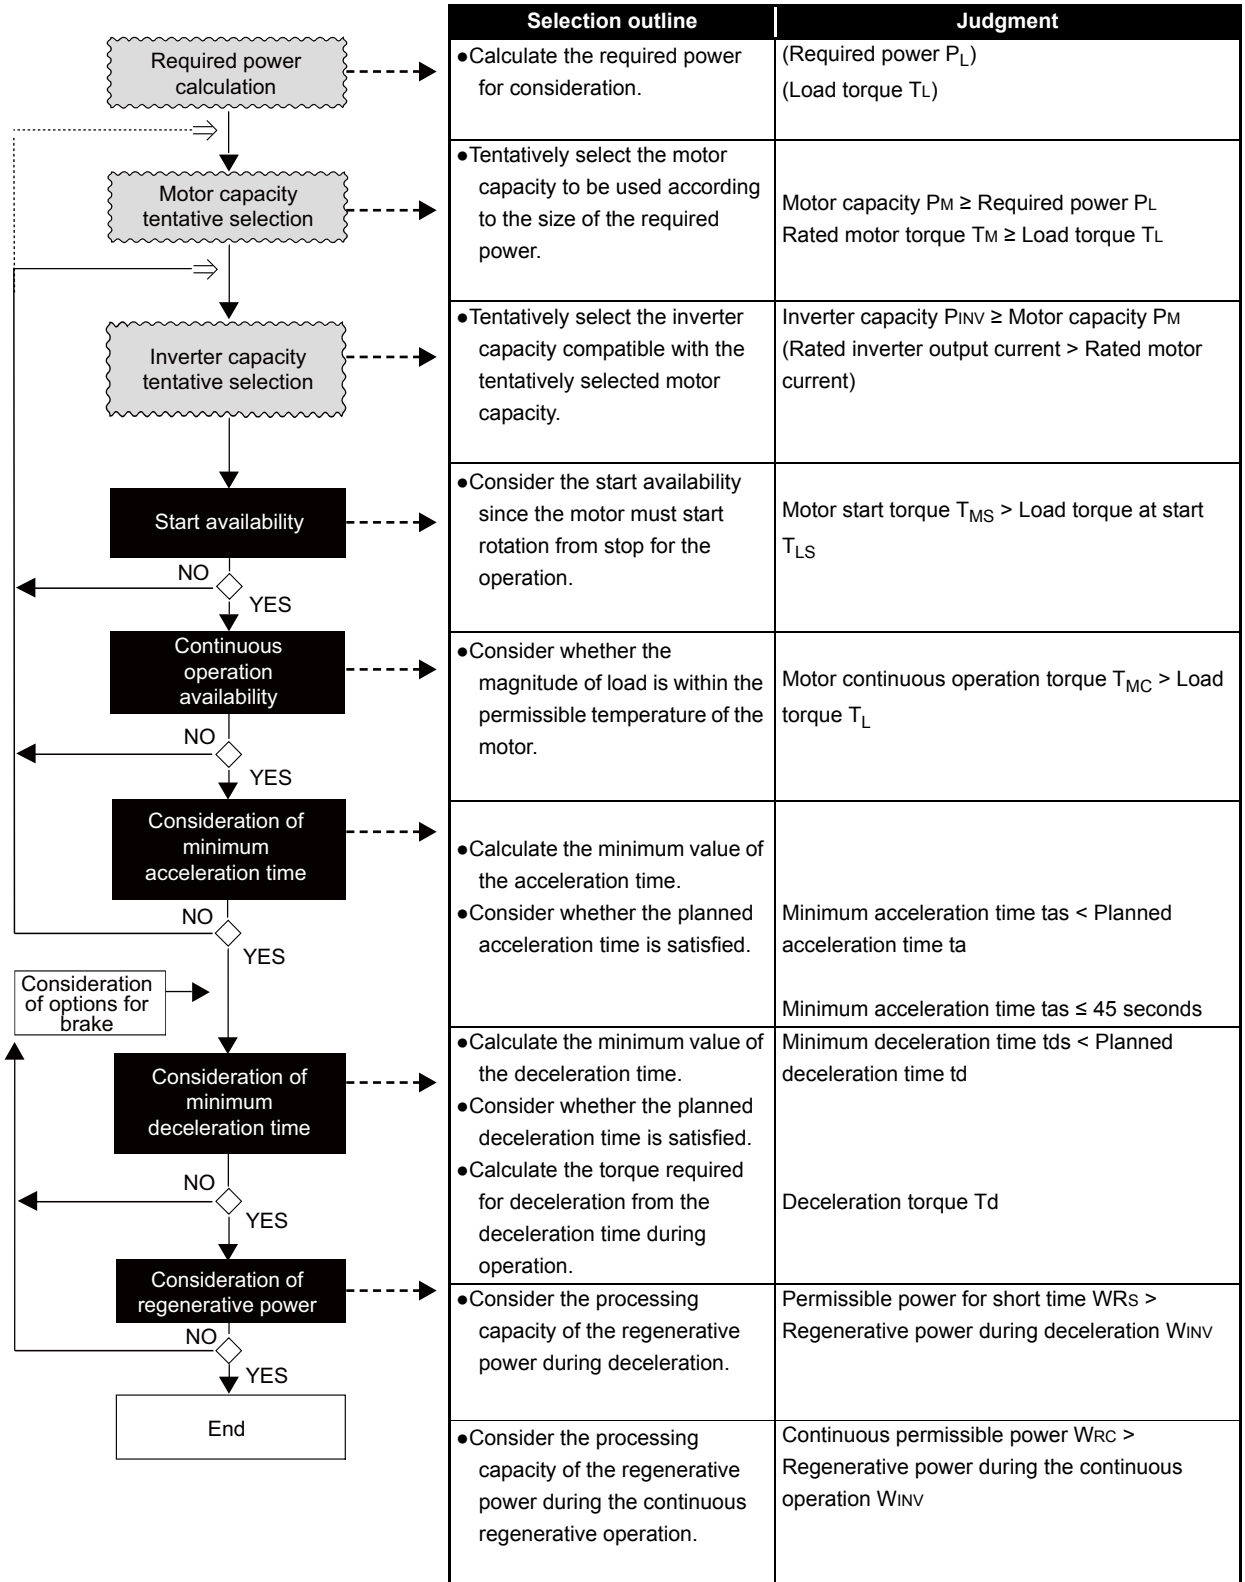 Selection outline
Judgment
Required power
calculation
●Calculate the required power
for consideration.
(Required power PL)
(Load torque TL)
Motor capacity
tentative selection
●Tentatively select the motor
capacity to be used according
to the size of the required
power.
Motor capacity PM ≥ Required power PL
Rated motor torque TM ≥ Load torque TL
Inverter capacity
tentative selection
●Tentatively select the inverter
capacity compatible with the
tentatively selected motor
capacity.
Inverter capacity PINV ≥ Motor capacity PM
(Rated inverter output current > Rated motor
current)
Start availability
NO
YES
●Consider the start availability
since the motor must start
rotation from stop for the
operation.
Motor start torque TMS > Load torque at start
TLS
Continuous
operation
availability
NO
YES
●Consider whether the
magnitude of load is within the
permissible temperature of the
motor.
Motor continuous operation torque TMC > Load
torque TL
Consideration of
minimum
acceleration time
NO
YES
●Calculate the minimum value of
the acceleration time.
●Consider whether the planned
acceleration time is satisfied.
Minimum acceleration time tas < Planned
acceleration time ta
Minimum acceleration time tas ≤ 45 seconds
Consideration
of options for
brake
Consideration of
minimum
deceleration time
NO
YES
●Calculate the minimum value of
the deceleration time.
●Consider whether the planned
deceleration time is satisfied.
●Calculate the torque required
for deceleration from the
deceleration time during
operation.
Minimum deceleration time tds < Planned
deceleration time td
Deceleration torque Td
Consideration of
regenerative power
NO
YES
End
●Consider the processing
capacity of the regenerative
power during deceleration.
Permissible power for short time WRS >
Regenerative power during deceleration WINV
●Consider the processing
capacity of the regenerative
power during the continuous
regenerative operation.
Continuous permissible power WRC >
Regenerative power during the continuous
operation WINV